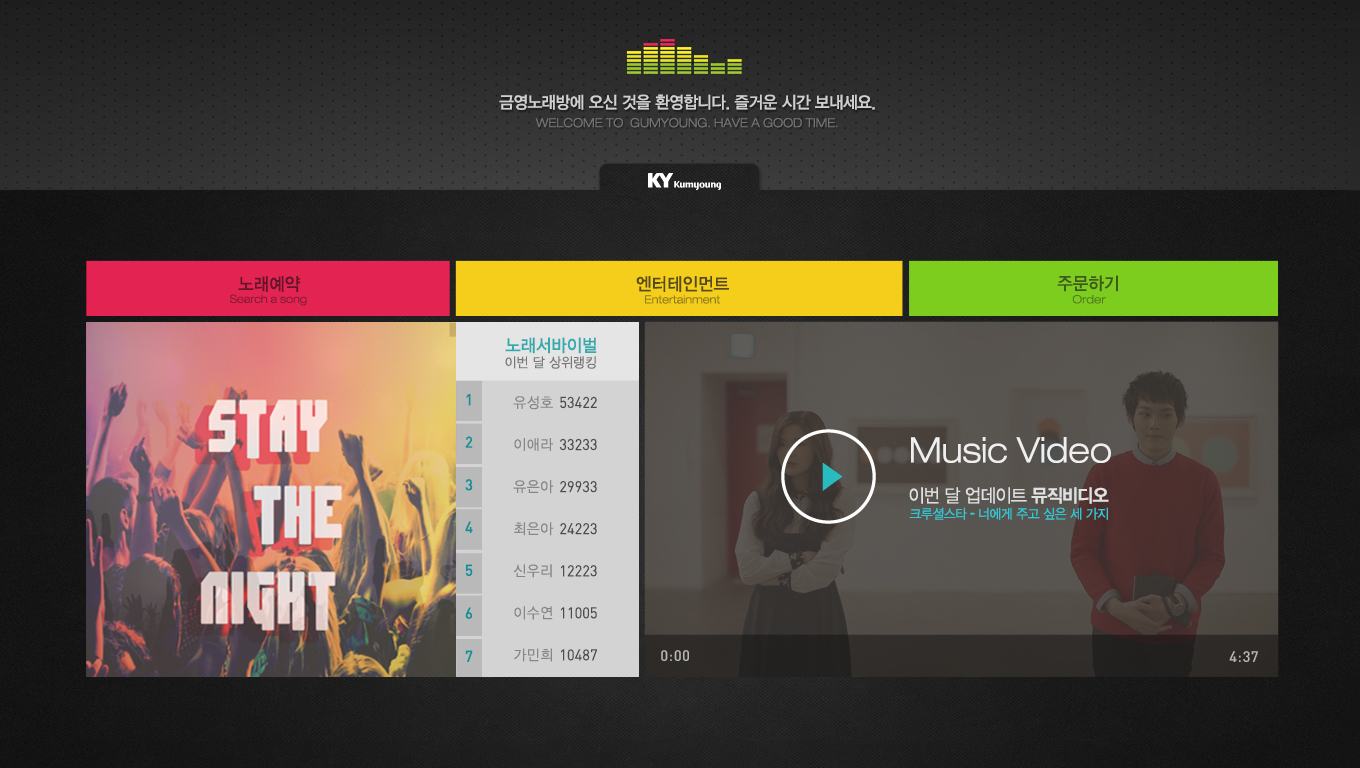 금영노래방에 오신 것을 환영합니다. 즐거운 시간 보내세요.
WELCOME TO GUMYOUNG. HAVE A GOOD TIME.
KY Kumyoung
노래예약
Search a song
엔터테인먼트
Entertainment
주문하기
Order
STAY
THE
NIGHT
노래서바이벌
이번 달 상위랭킹
1 유성호 53422
2 이애라 33233
3 유은아 29933
4 최은아 24223
5 신우리 12223
6 이수연 11005
7 가민희 10487
Music Video
이번 달 업데이트 뮤직비디오
크루셜스타 - 너에게 주고 싶은 세 가지
0:00
4:37